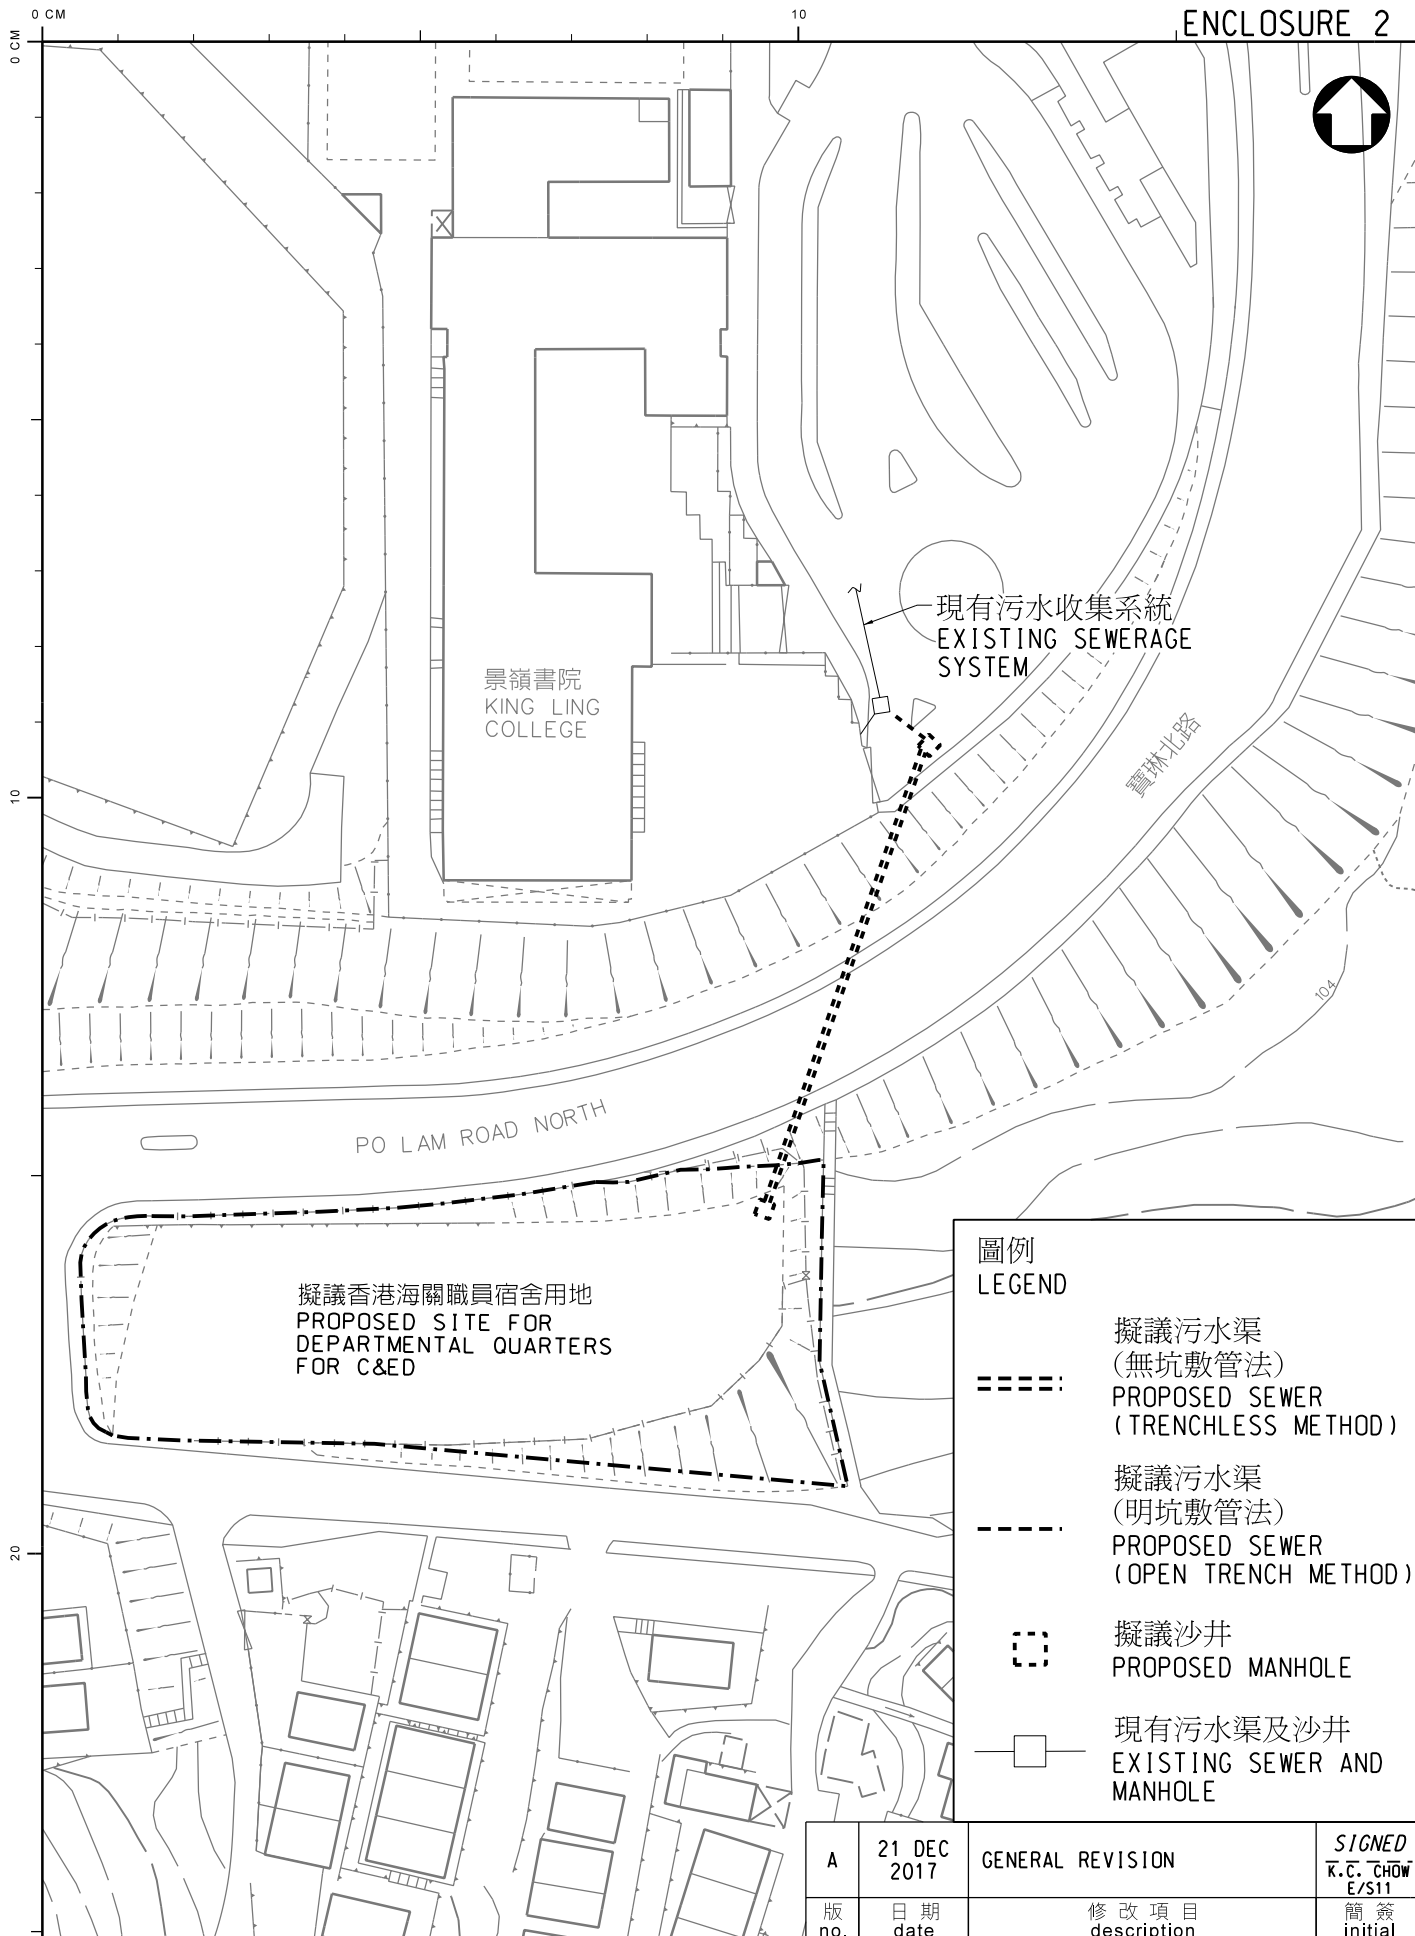 0 CM
10
ENCLOSURE 2
0 CM
現有污水收集系統
EXISTING SEWERAGE
SYSTEM
景嶺書院
KING LING
COLLEGE
寶琳北路
10
104
PO LAM ROAD NORTH
擬議香港海關職員宿舍用地
PROPOSED SITE FOR
DEPARTMENTAL QUARTERS
FOR C&ED
圖例
LEGEND
擬議污水渠
(無坑敷管法)
PROPOSED SEWER
(TRENCHLESS METHOD)
擬議污水渠
(明坑敷管法)
PROPOSED SEWER
(OPEN TRENCH METHOD)
20
擬議沙井
PROPOSED MANHOLE
現有污水渠及沙井
EXISTING SEWER AND
MANHOLE
A
21 DEC
2017
GENERAL REVISION
SIGNED
K.C. CHOW
E/S11
版
no.
日期
date
修改項目
description
簡簽
initial